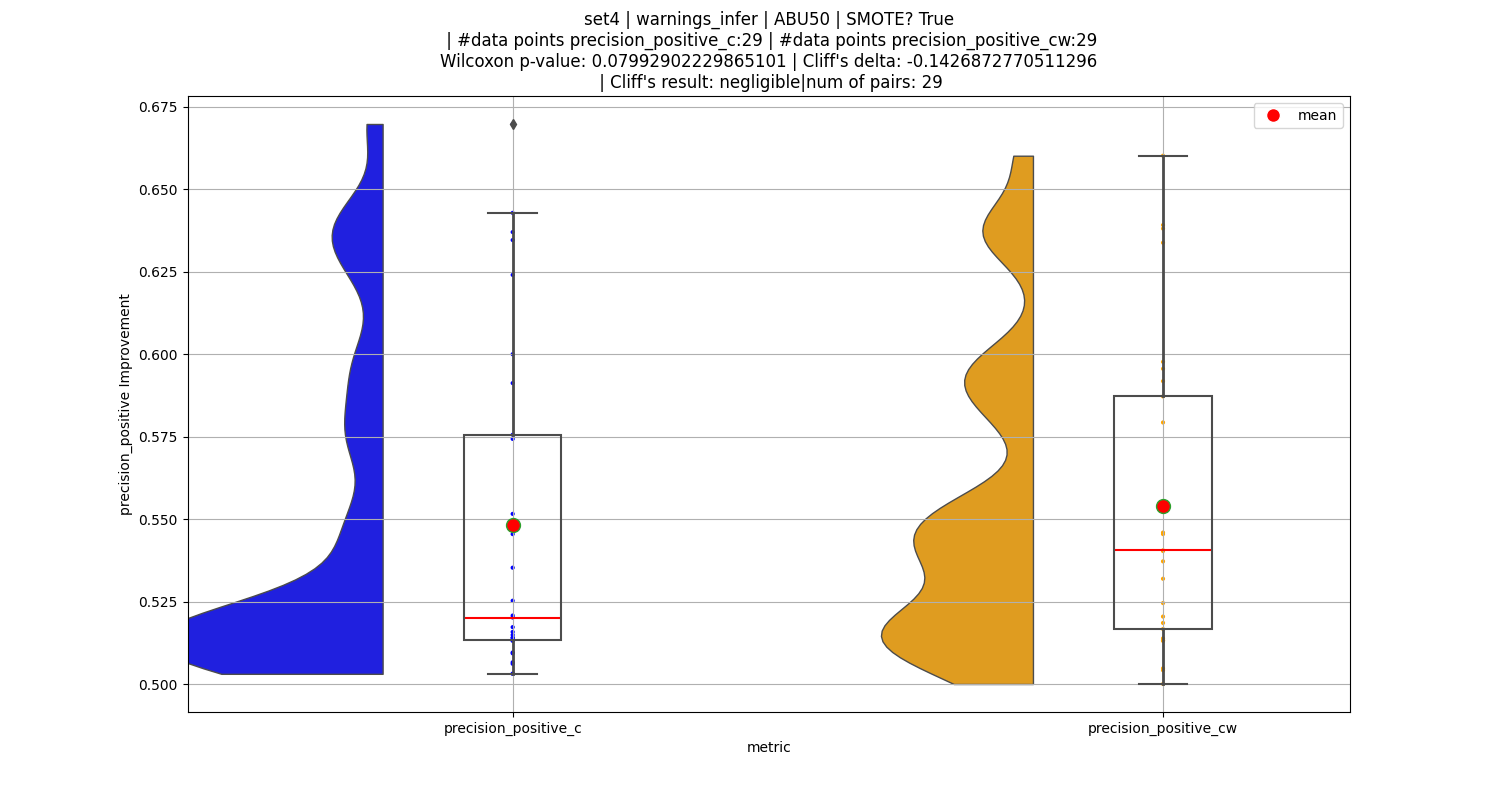 set4 | warnings_infer | ABU50 | SMOTE? True
| #data points precision_positive_c:29 | #data points precision_positive_cw:29
Wilcoxon p-value: 0.07992902229865101 | Cliff's delta: -0.1426872770511296
| Cliff's result: negligible|num of pairs: 29
mean
precision_positive Improvement
0.675
0.650
0.625
0.600
0.575
0.550
0.525
0.500
precision_positive_c
precision_positive_cw
metric